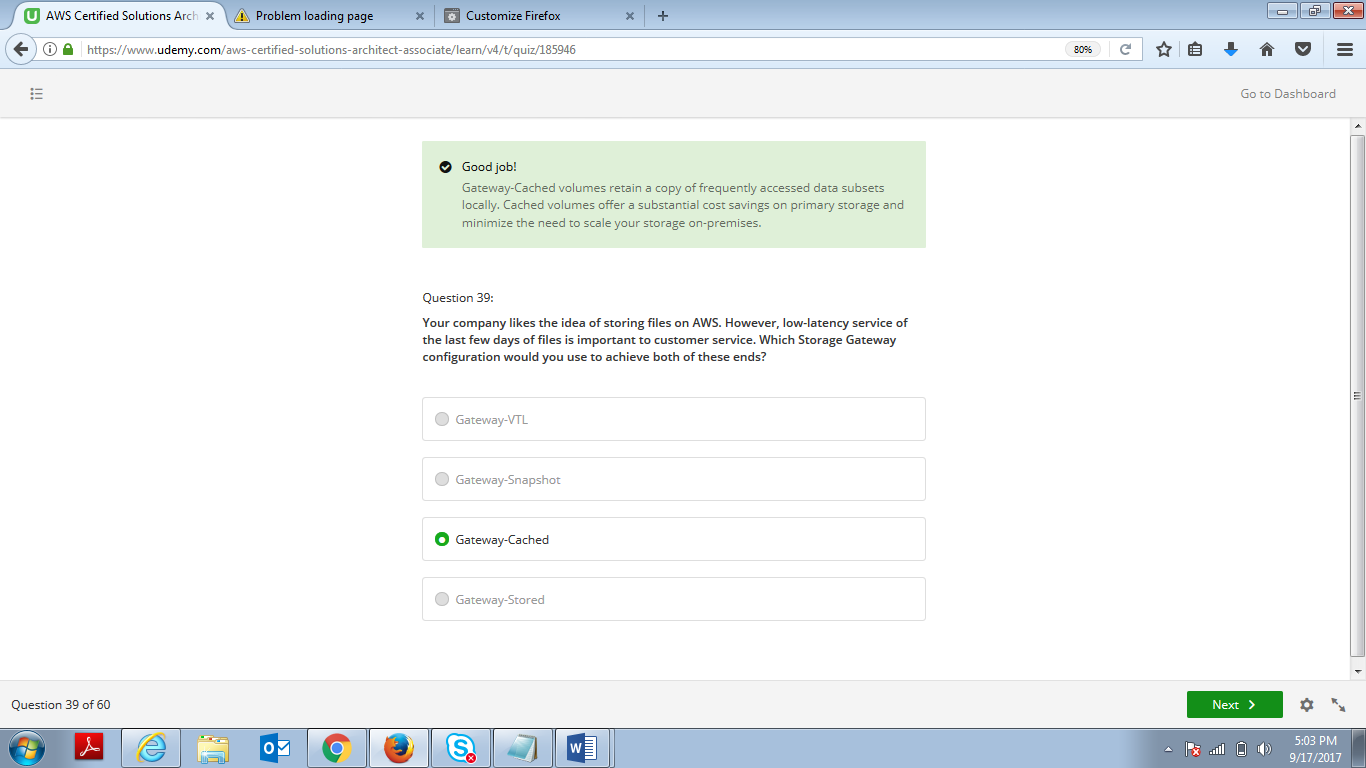 AWS Certified Solutions Arch
Problem loading page
Customize Firefox
https://www.udemy.com/aws-certified-solutions-architect-associate/learn/v4/t/quiz/185946
80%
Go to Dashboard
Good job!
Gateway-Cached volumes retain a copy of frequently accessed data subsets
locally. Cached volumes offer a substantial cost savings on primary storage and
minimize the need to scale your storage on-premises.
Question 39:
Your company likes the idea of storing files on AWS. However, low-latency service of
the last few days of files is important to customer service. Which Storage Gateway
configuration would you use to achieve both of these ends?
Gateway-VTL
Gateway-Snapshot
Gateway-Cached
Gateway-Stored
Question 39 of 60
Next
5:03 PM
9/17/2017